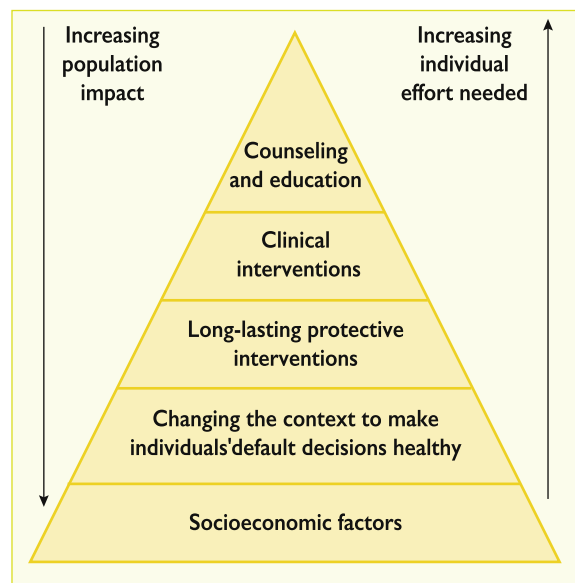 Increasing
population
impact
Increasing
individual
effort needed
Counseling
and education
Clinical
interventions
Long-lasting protective
interventions
Changing the context to make
individuals'default decisions healthy
Socioeconomic factors